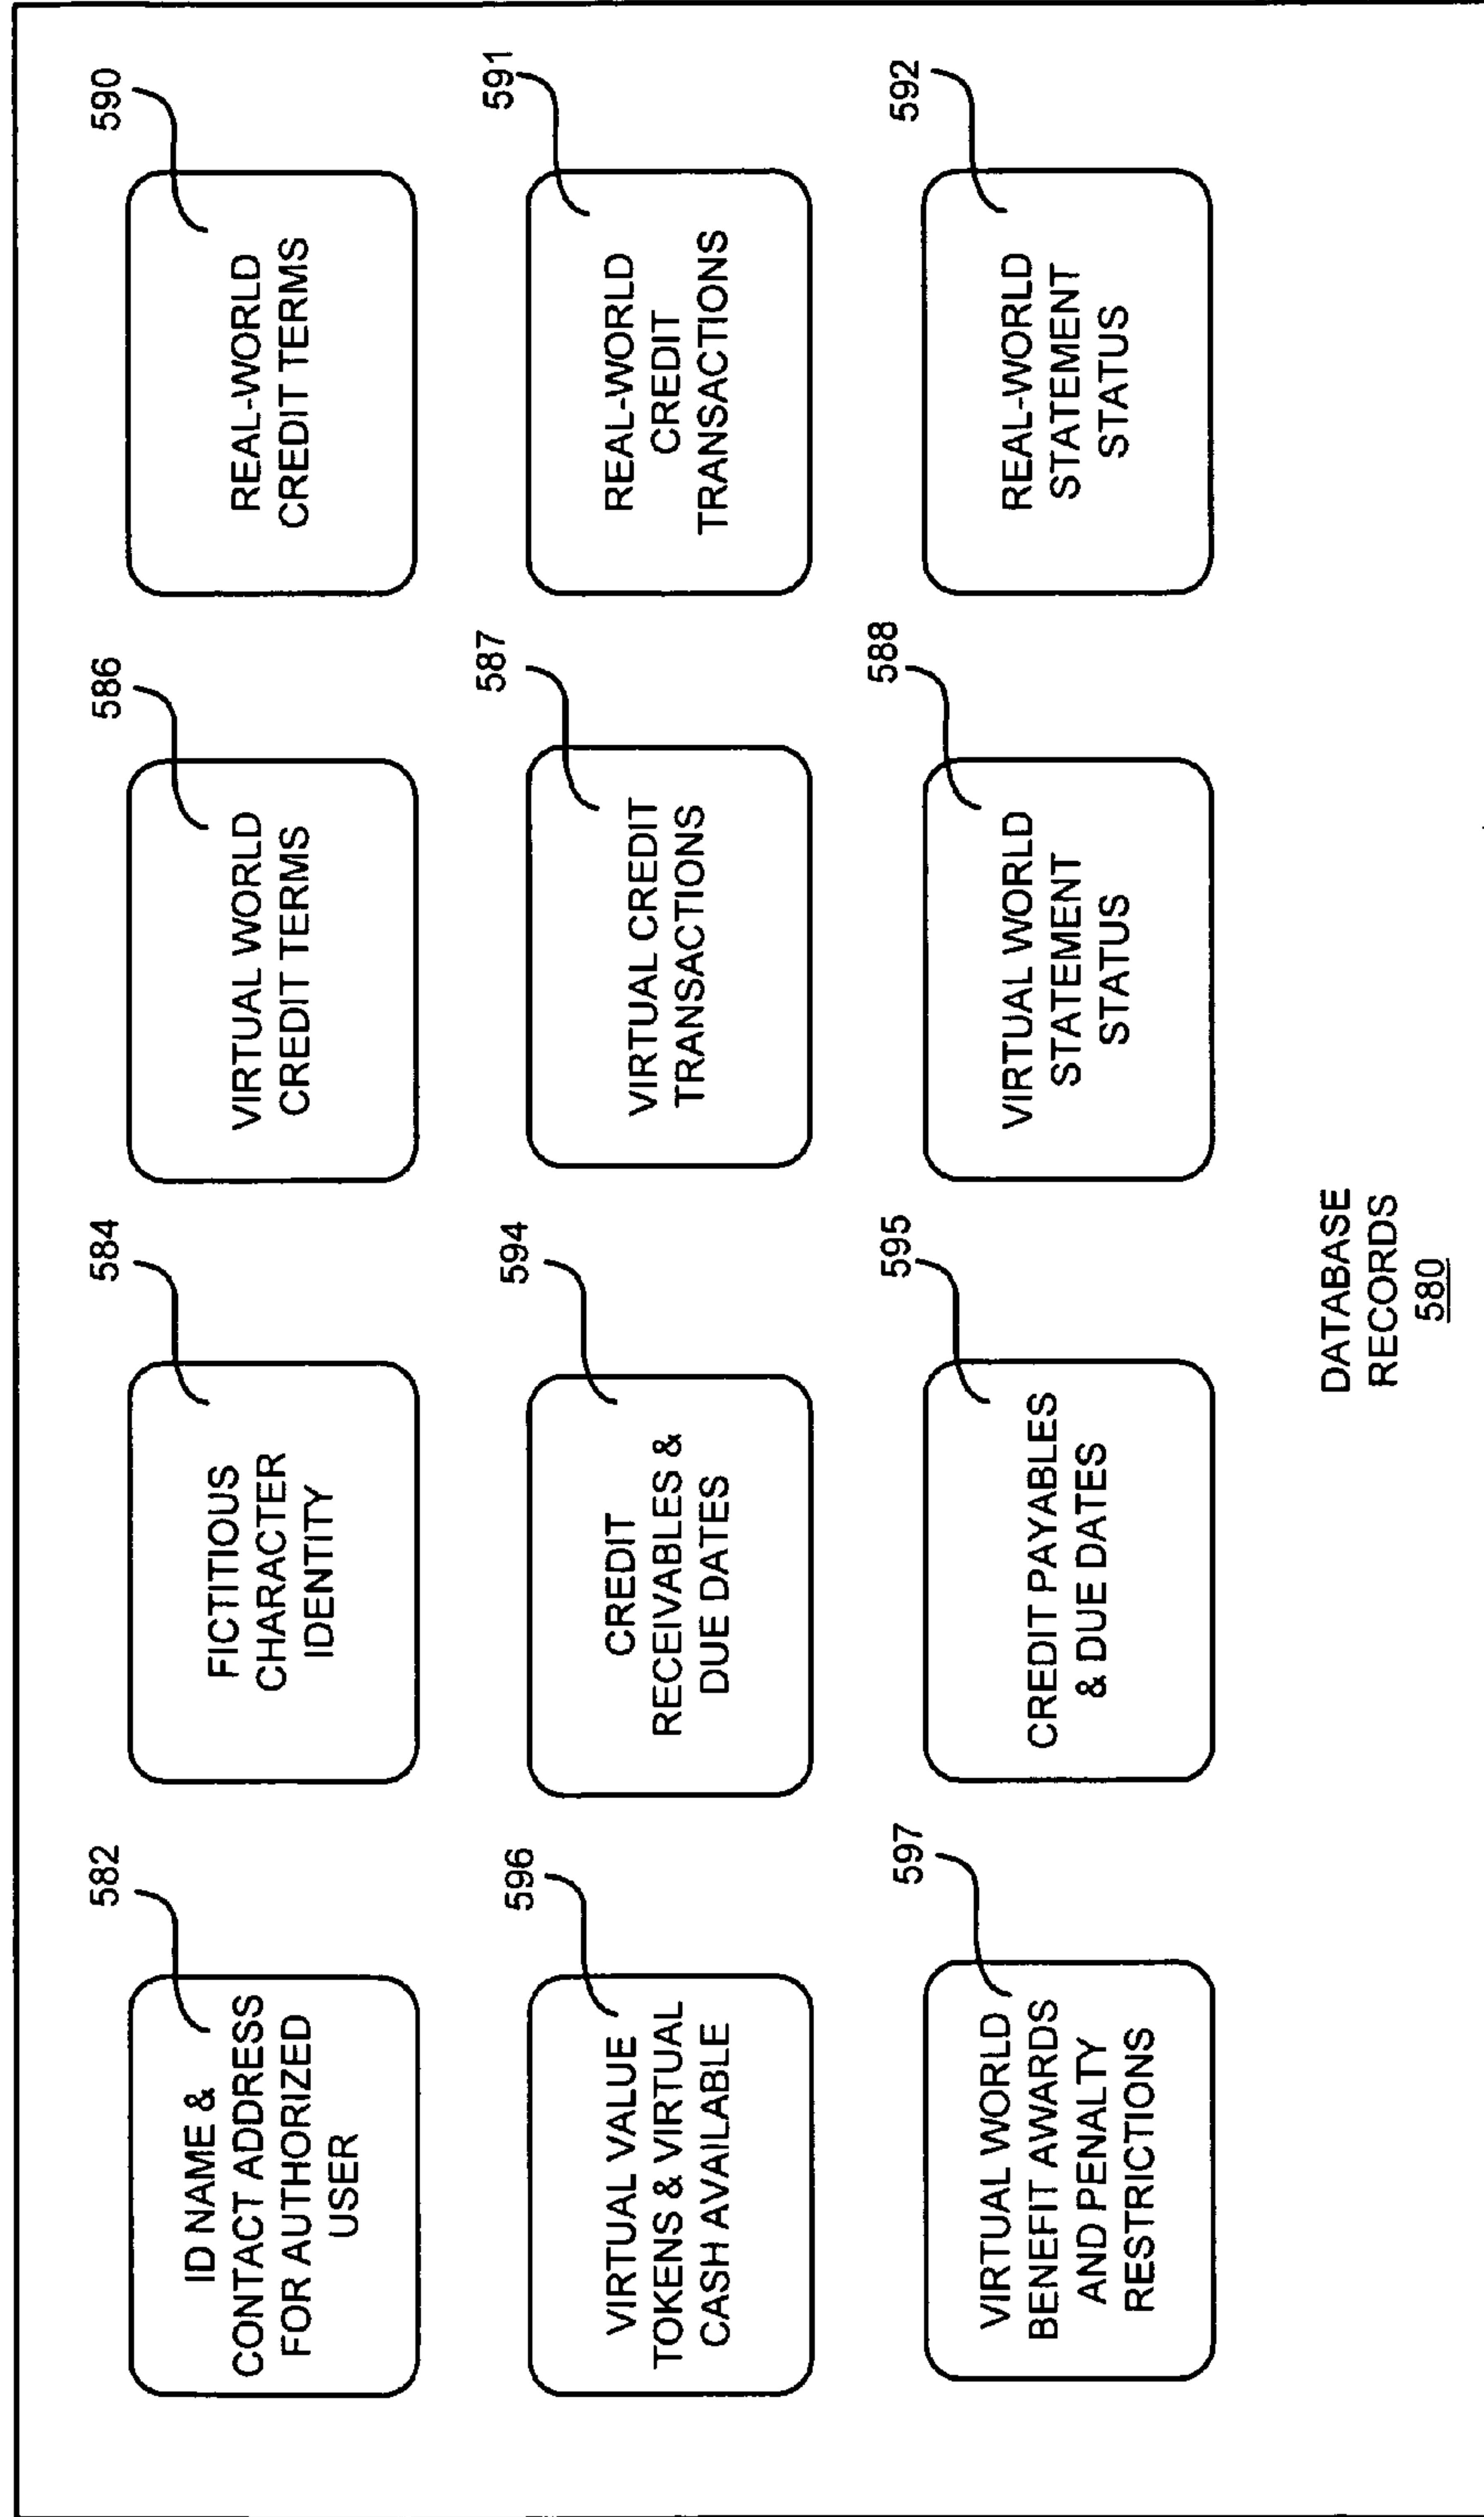 582
ID NAME &
CONTACT ADDRESS
FOR AUTHORIZED
USER
584
FICTITIOUS
CHARACTER
IDENTITY
586
VIRTUAL WORLD
CREDIT TERMS
590
REAL-WORLD
CREDIT TERMS
596
VIRTUAL VALUE
TOKENS & VIRTUAL
CASH AVAILABLE
594
CREDIT
RECEIVABLES &
DUE DATES
587
VIRTUAL CREDIT
TRANSACTIONS
591
REAL-WORLD
CREDIT
TRANSACTIONS
597
VIRTUAL WORLD
BENEFIT AWARDS
AND PENALTY
RESTRICTIONS
595
CREDIT PAYABLES
& DUE DATES
588
VIRTUAL WORLD
STATEMENT
STATUS
592
REAL-WORLD
STATEMENT
STATUS
DATABASE
RECORDS
580